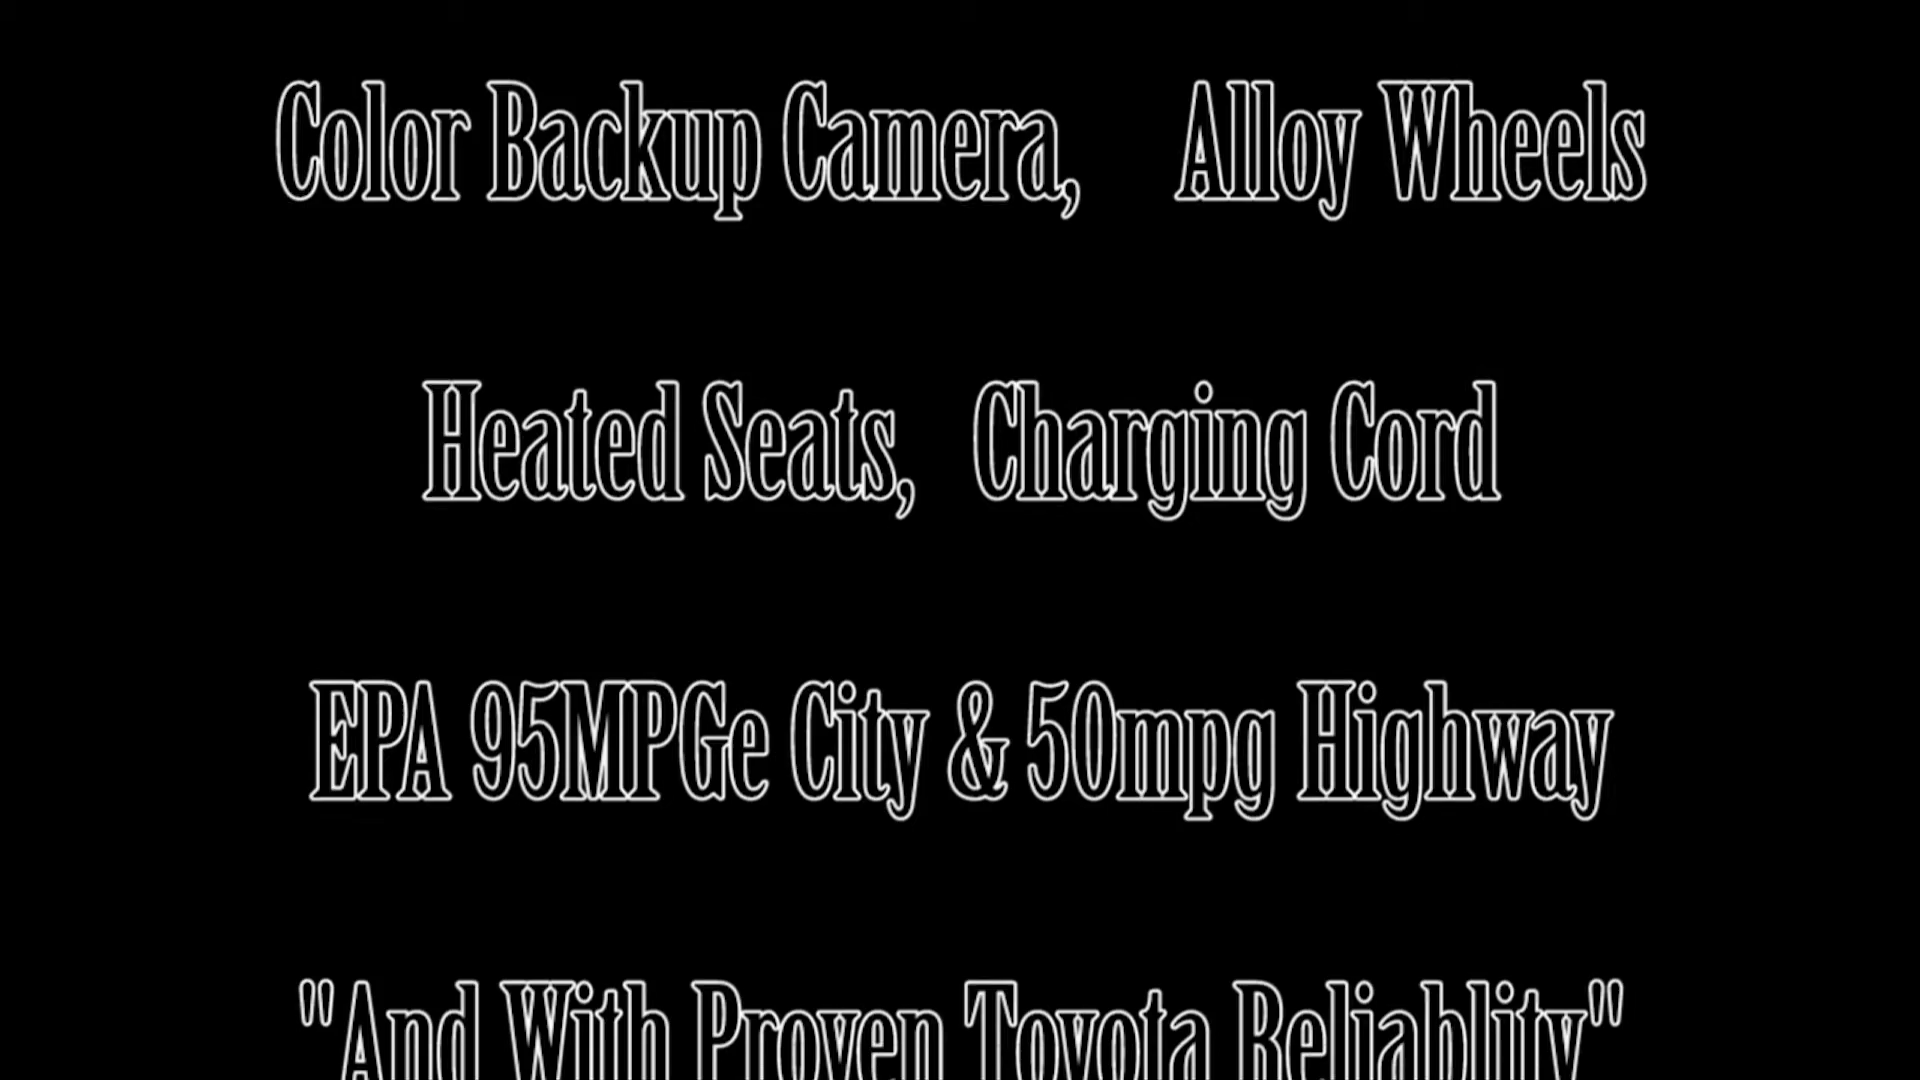 Color Backup Camera, Alloy Wheels
Heated Seats, Charging Cord
EPA 95MPGe City & 50mpg Highway
"And With Proven Toyota Reliablity"